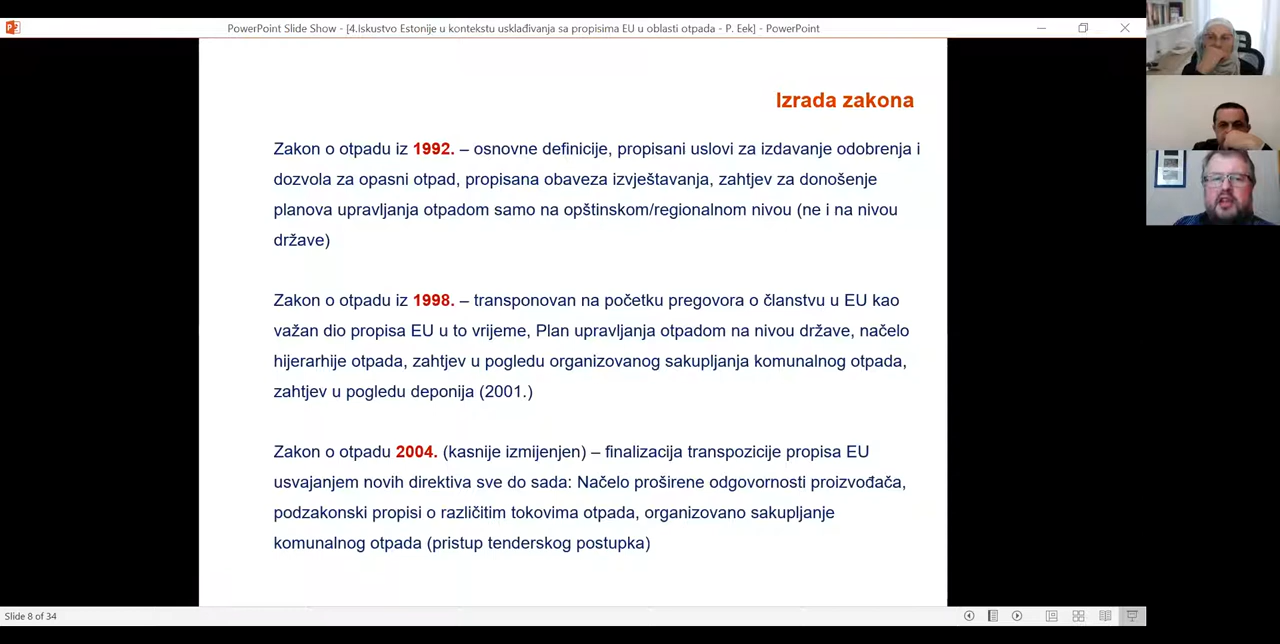 PowerPoint Slide Show - [4.Iskustvo Estonije u kontekstu usklađivanja sa propisima EU u oblasti otpada - P. Eek] - PowerPoint
Izrada zakona
Zakon o otpadu iz 1992. – osnovne definicije, propisani uslovi za izdavanje odobrenja i
dozvola za opasni otpad, propisana obaveza izvještavanja, zahtjev za donošenje
planova upravljanja otpadom samo na opštinskom/regionalnom nivou (ne i na nivou
države)
Zakon o otpadu iz 1998. – transponovan na početku pregovora o članstvu u EU kao
važan dio propisa EU u to vrijeme, Plan upravljanja otpadom na nivou države, načelo
hijerarhije otpada, zahtjev u pogledu organizovanog sakupljanja komunalnog otpada,
zahtjev u pogledu deponija (2001.)
Zakon o otpadu 2004. (kasnije izmijenjen) – finalizacija transpozicije propisa EU
usvajanjem novih direktiva sve do sada: Načelo proširene odgovornosti proizvođača,
podzakonski propisi o različitim tokovima otpada, organizovano sakupljanje
komunalnog otpada (pristup tenderskog postupka)
Slide 8 of 34